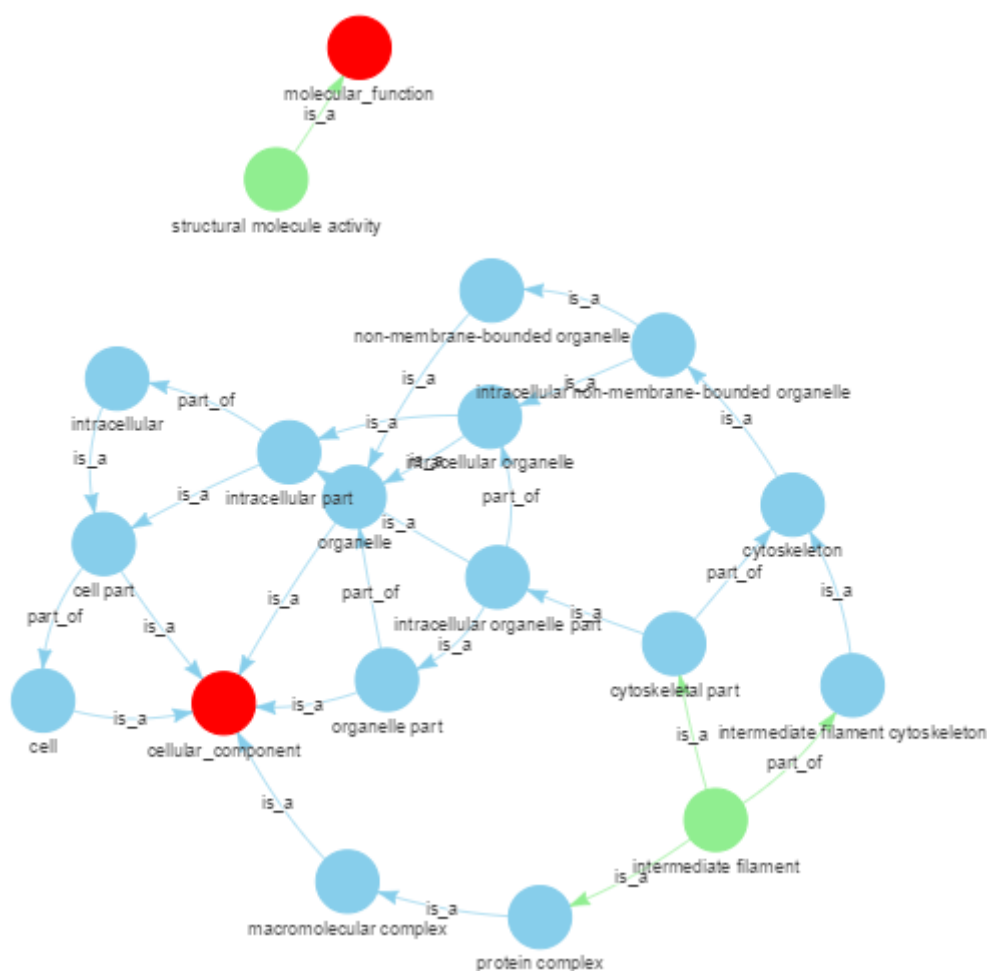 molecular_function
is_a
structural molecule activity
is_a
non-membrane-bounded organelle
is_a
is_a
intracellular non-membrane-bounded organelle
part_of
intracellular
is_a
is_a
is_a
intracellular organelle
is_a
is_a
intracellular part
part_of
is_a
organelle
cytoskeleton
part_of
cell part
part_of
is_a
is_a
is_a
is_a
part_of
is_a
intracellular organelle part
is_a
cytoskeletal part
is_a
is_a
organelle part
intermediate filament cytoskeleton
is_a
cell
cellular_component
part_of
is_a
intermediate filament
is_a
is_a
macromolecular complex
protein complex